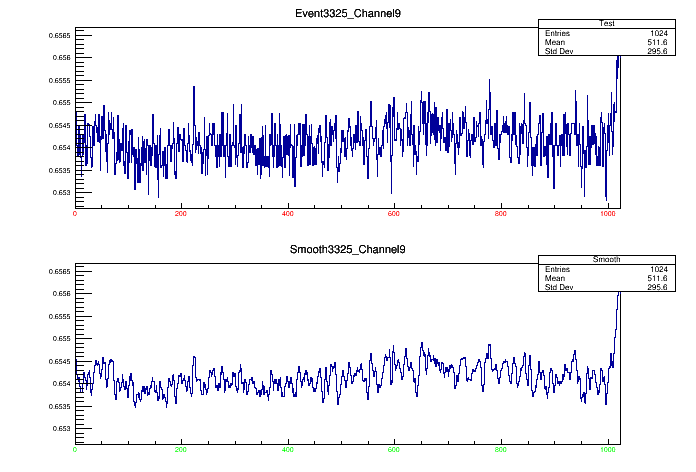 Event3325_Channel9
Test
Entries 1024
Mean 511.6
Std Dev 295.6
0.6565
0.656
0.6555
0.655
0.6545
0.654
0.6535
0.653
0 200 400 600 800 1000
Smooth3325_Channel9
Smooth
Entries 1024
Mean 511.6
Std Dev 295.6
0.6565
0.656
0.6555
0.655
0.6545
0.654
0.6535
0.653
0 200 400 600 800 1000